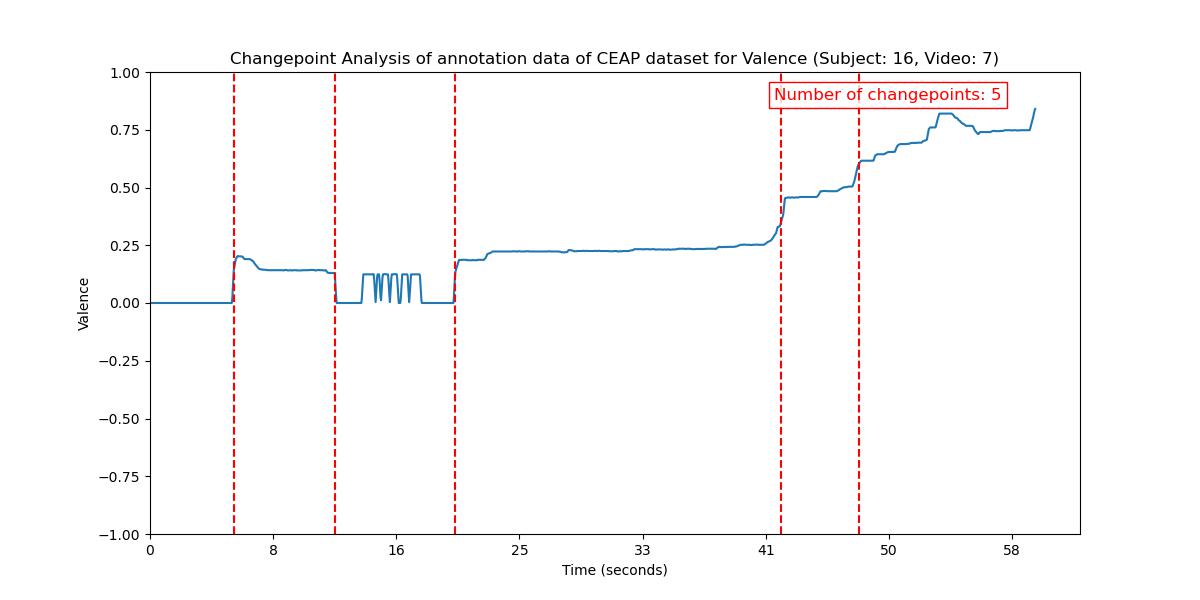 Changepoint Analysis of annotation data of CEAP dataset for Valence (Subject: 16, Video: 7)
Number of changepoints: 5
1.00
0.75
0.50
0.25
0.00
−0.25
−0.50
−0.75
−1.00
Valence
0 8 16 25 33 41 50 58
Time (seconds)